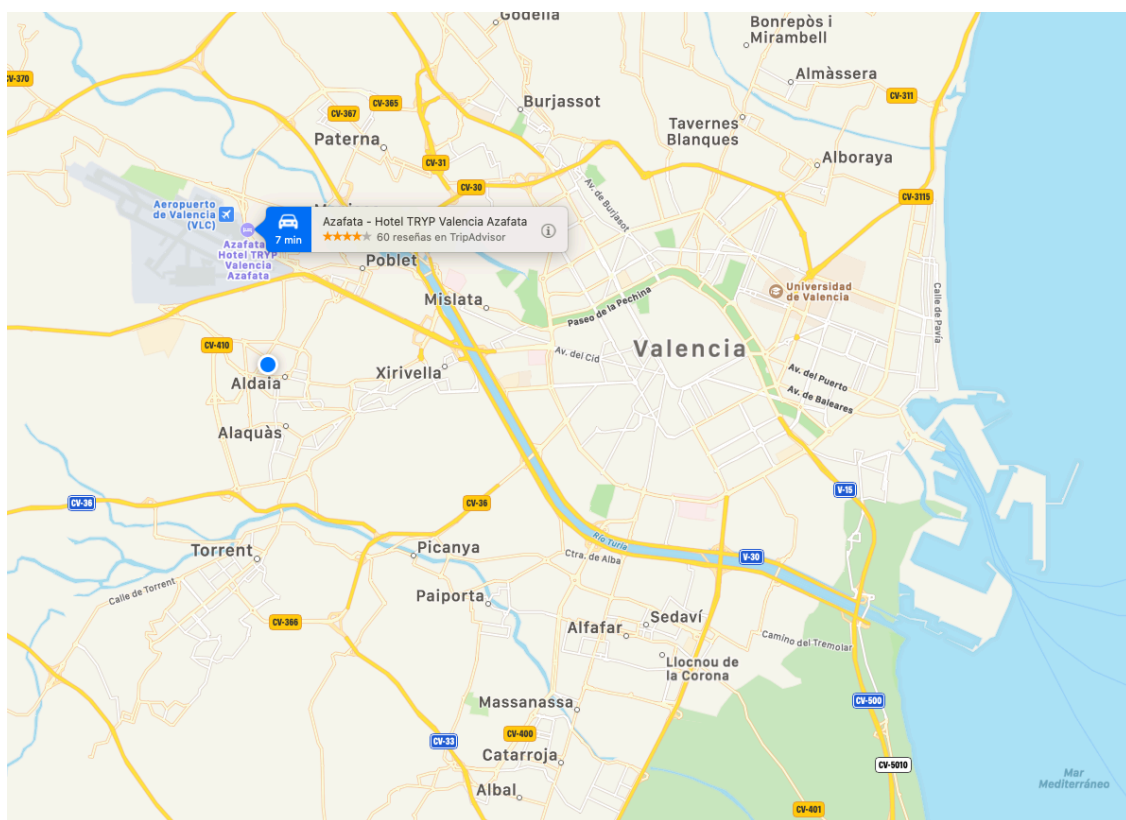 Godella
Bonrepòs i
Mirambell
CV-370
Almàssera
CV-365
CV-367
Burjassot
CV-311
Tavernes
Blanques
Paterna
CV-31
Alboraya
CV-30
CV-3115
Av. de Burjasot
Aeropuerto
de Valencia
(VLC)
7 min
Azafata - Hotel TRYP Valencia Azafata
60 reseñas en TripAdvisor
Azafata -
Hotel TRYP
Valencia
Azafata
Poblet
Universidad
de Valencia
Calle de Pavía
Mislata
Paseo de la Pechina
CV-410
Valencia
Av. del Cid
Xirivella
Aldaia
Av. del Puerto
Av. de Baleares
Alaquàs
V-15
CV-36
CV-36
Río Turia
Picanya
Torrent
Ctra. de Alba
V-30
Calle de Torrent
Paiporta
CV-366
Sedaví
Alfafar
Camino del Tremolar
Llocnou de
la Corona
Massanassa
CV-500
CV-400
CV-33
Catarroja
CV-5010
Mar
Mediterráneo
Albal
CV-401